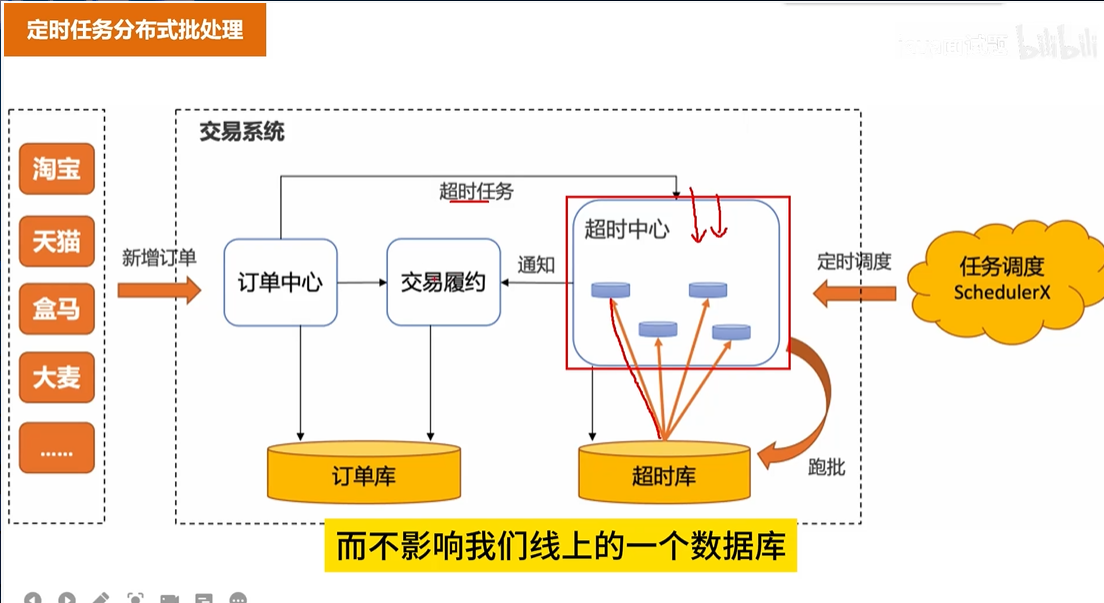 定时任务分布式批处理
bilibili
交易系统
淘宝
天猫
盒马
大麦
……
新增订单
超时任务
订单中心
交易履约
通知
超时中心
定时调度
任务调度
SchedulerX
订单库
超时库
跑批
而不影响我们线上的一个数据库